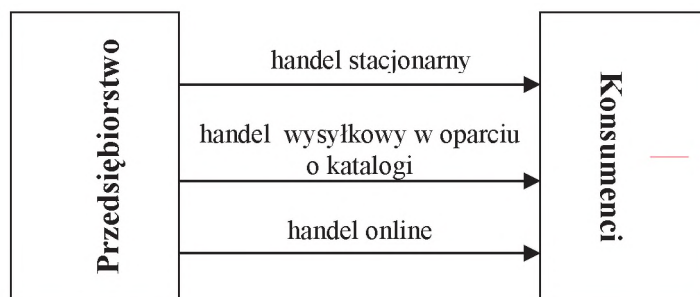 Przedsiębiorstwo
handel stacjonarny
handel wysyłkowy w oparciu
o katalogi
handel online
Konsumenci